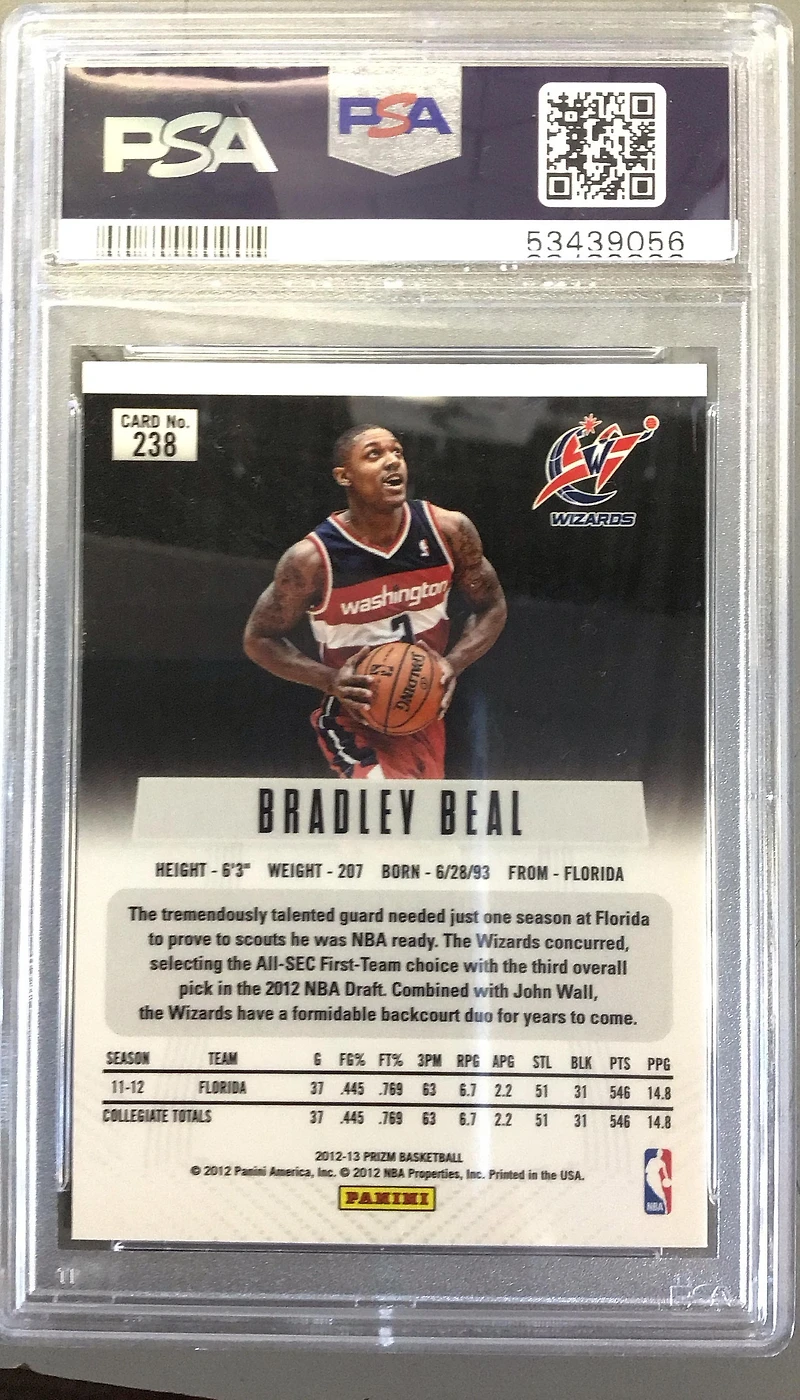 PSA PSA
53439056
CARD No.
238
WIZARDS
washington
2
SPALDING
BRADLEY BEAL
HEIGHT - 6'3" WEIGHT - 207 BORN - 6/28/93 FROM - FLORIDA
The tremendously talented guard needed just one season at Florida
to prove to scouts he was NBA ready. The Wizards concurred,
selecting the All-SEC First-Team choice with the third overall
pick in the 2012 NBA Draft. Combined with John Wall,
the Wizards have a formidable backcourt duo for years to come.
SEASON TEAM G FG% FT% 3PM RPG APG STL BLK PTS PPG
11-12 FLORIDA 37 .445 .769 63 6.7 2.2 51 31 546 14.8
COLLEGIATE TOTALS 37 .445 .769 63 6.7 2.2 51 31 546 14.8
2012-13 PRIZM BASKETBALL
© 2012 Panini America, Inc. © 2012 NBA Properties, Inc. Printed in the USA.
PANINI
NBA
11 PSA